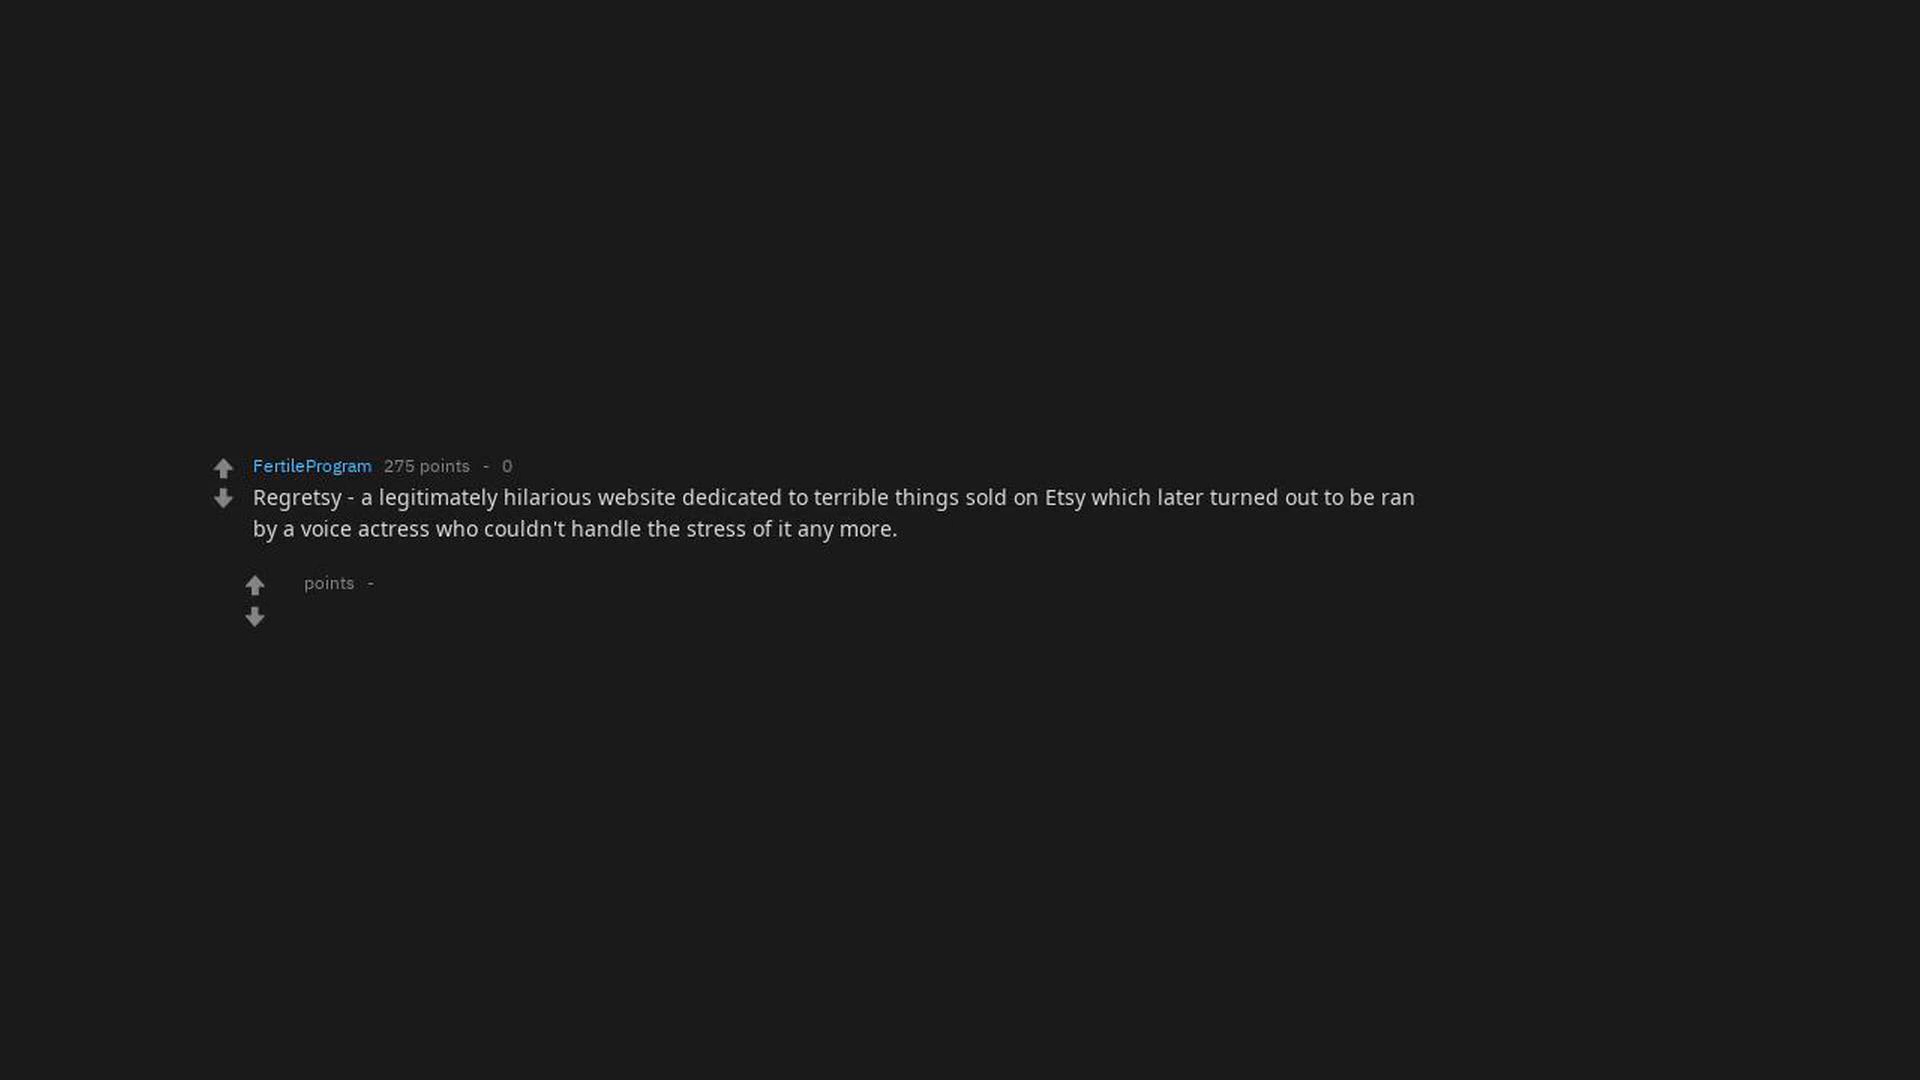 FertileProgram 275 points - 0
Regretsy - a legitimately hilarious website dedicated to terrible things sold on Etsy which later turned out to be ran
by a voice actress who couldn't handle the stress of it any more.
points -